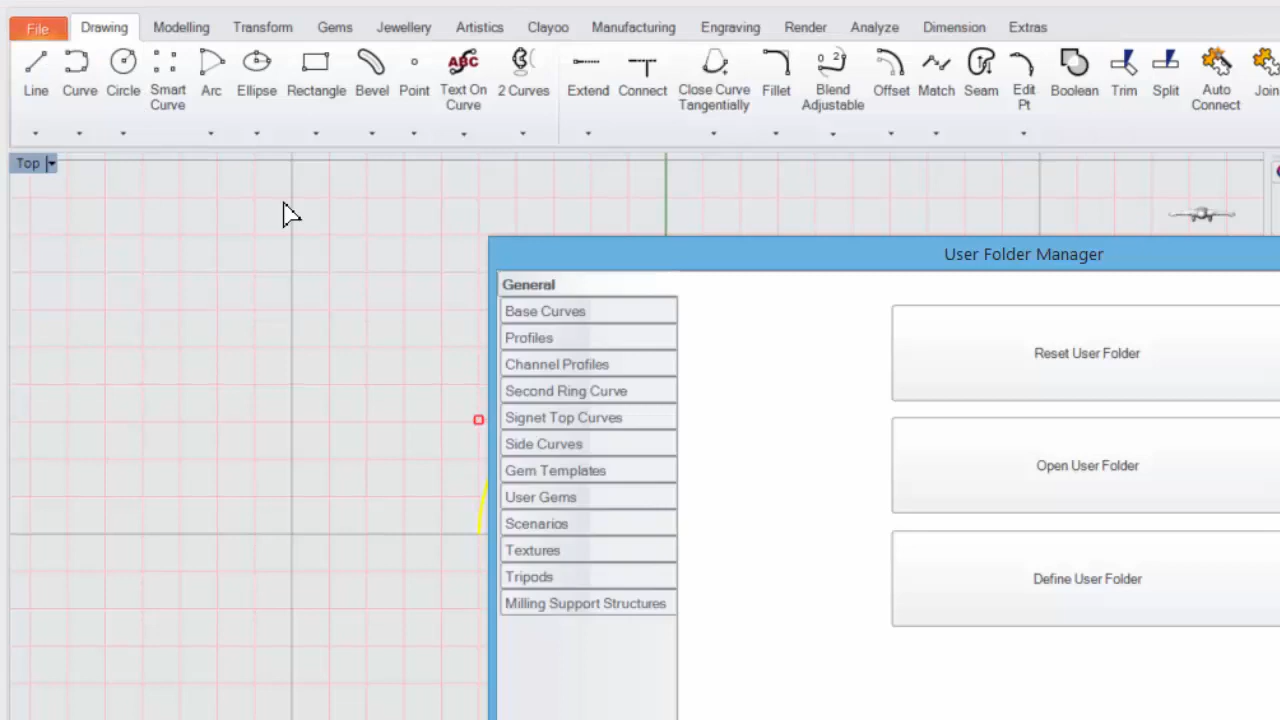 File Drawing Modelling Transform Gems Jewellery Artistics Clayoo Manufacturing Engraving Render Analyze Dimension Extras
ABC
Line Curve Circle Smart Curve Arc Ellipse Rectangle Bevel Point Text On Curve 2 Curves Extend Connect Close Curve Tangentially Fillet Blend Adjustable Offset Match Seam Edit Pt Boolean Trim Split Auto Connect Join
Top
User Folder Manager
General
Base Curves
Profiles
Channel Profiles
Second Ring Curve
Signet Top Curves
Side Curves
Gem Templates
User Gems
Scenarios
Textures
Tripods
Milling Support Structures
Reset User Folder
Open User Folder
Define User Folder